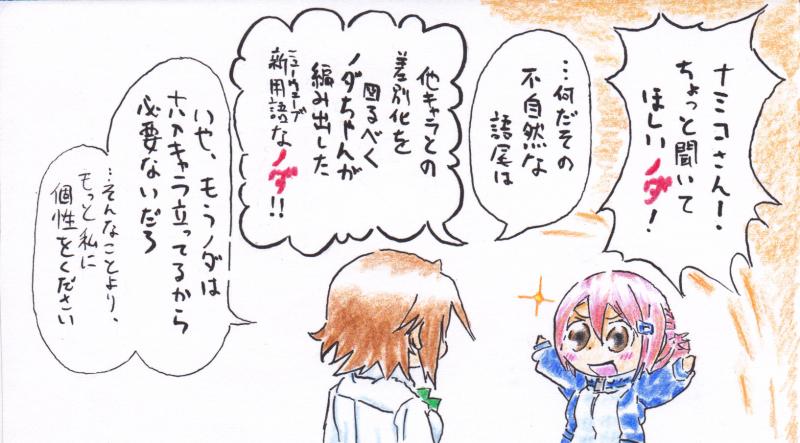 ナミコさん!
ちょっと聞いて
ほしいノダ!
…何だその
不自然な
語尾は
他キャラとの
差別化を
図るべく
ノダちゃんが
編み出した
ニューウェーブ
新用語なノダ!!
いや、もうノダは
十八のキャラ立ってるから
必要ないだろ
…そんなことより、
もっと私に
個性をください